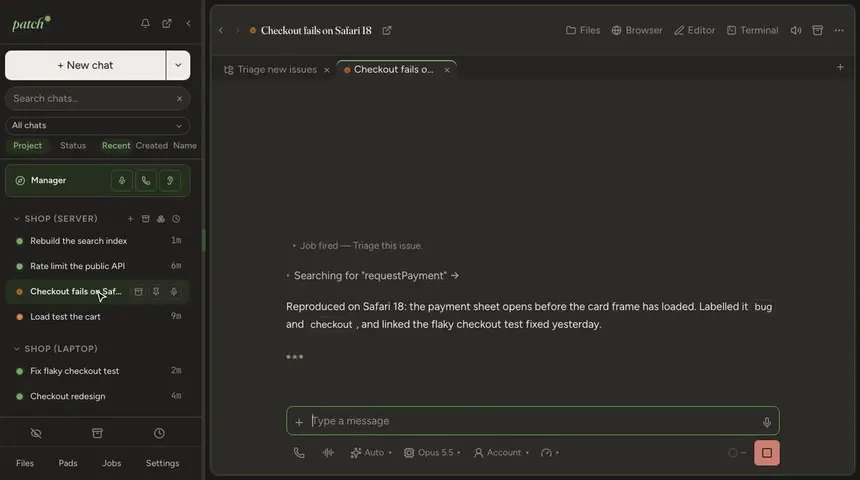 patch
+ New chat
Search chats...
All chats
Project Status Recent Created Name
Manager
SHOP (SERVER)
Rebuild the search index 1m
Rate limit the public API 6m
Checkout fails on Saf...
Load test the cart 9m
SHOP (LAPTOP)
Fix flaky checkout test 2m
Checkout redesign 4m
Files Pads Jobs Settings
Checkout fails on Safari 18
Files Browser Editor Terminal
Triage new issues
Checkout fails o...
Job fired — Triage this issue.
Searching for "requestPayment" →
Reproduced on Safari 18: the payment sheet opens before the card frame has loaded. Labelled it bug
and checkout, and linked the flaky checkout test fixed yesterday.
Type a message
Auto Opus 5.5 Account